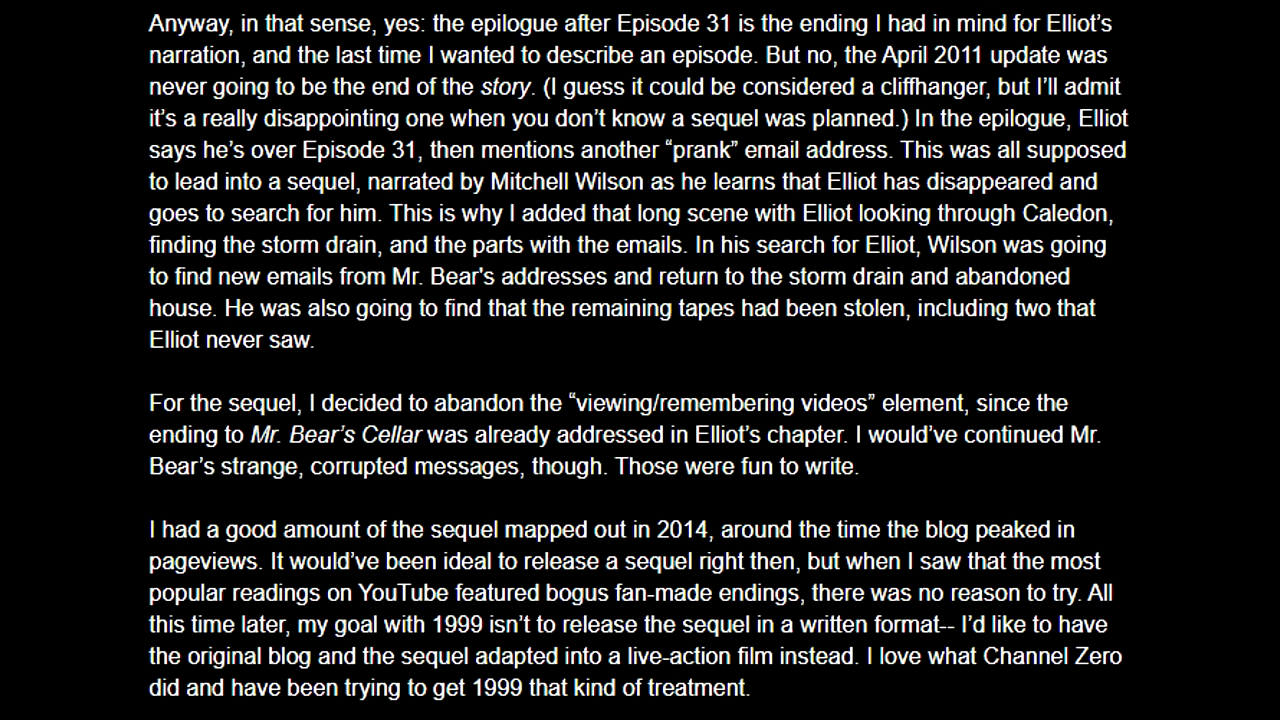 Anyway, in that sense, yes: the epilogue after Episode 31 is the ending I had in mind for Elliot’s
narration, and the last time I wanted to describe an episode. But no, the April 2011 update was
never going to be the end of the story. (I guess it could be considered a cliffhanger, but I’ll admit
it’s a really disappointing one when you don’t know a sequel was planned.) In the epilogue, Elliot
says he’s over Episode 31, then mentions another “prank” email address. This was all supposed
to lead into a sequel, narrated by Mitchell Wilson as he learns that Elliot has disappeared and
goes to search for him. This is why I added that long scene with Elliot looking through Caledon,
finding the storm drain, and the parts with the emails. In his search for Elliot, Wilson was going
to find new emails from Mr. Bear's addresses and return to the storm drain and abandoned
house. He was also going to find that the remaining tapes had been stolen, including two that
Elliot never saw.
For the sequel, I decided to abandon the “viewing/remembering videos” element, since the
ending to Mr. Bear’s Cellar was already addressed in Elliot’s chapter. I would’ve continued Mr.
Bear’s strange, corrupted messages, though. Those were fun to write.
I had a good amount of the sequel mapped out in 2014, around the time the blog peaked in
pageviews. It would’ve been ideal to release a sequel right then, but when I saw that the most
popular readings on YouTube featured bogus fan-made endings, there was no reason to try. All
this time later, my goal with 1999 isn’t to release the sequel in a written format-- I’d like to have
the original blog and the sequel adapted into a live-action film instead. I love what Channel Zero
did and have been trying to get 1999 that kind of treatment.